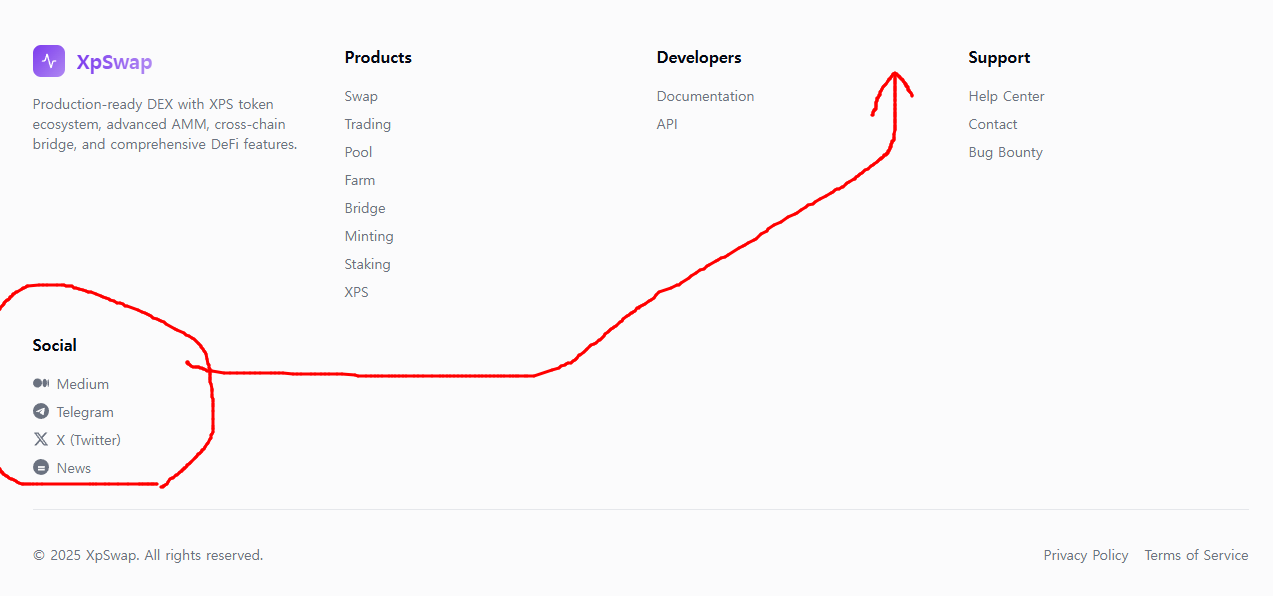 XpSwap
Production-ready DEX with XPS token
ecosystem, advanced AMM, cross-chain
bridge, and comprehensive DeFi features.
Products
Swap
Trading
Pool
Farm
Bridge
Minting
Staking
XPS
Developers
Documentation
API
Support
Help Center
Contact
Bug Bounty
Social
Medium
Telegram
X (Twitter)
News
© 2025 XpSwap. All rights reserved.
Privacy Policy Terms of Service